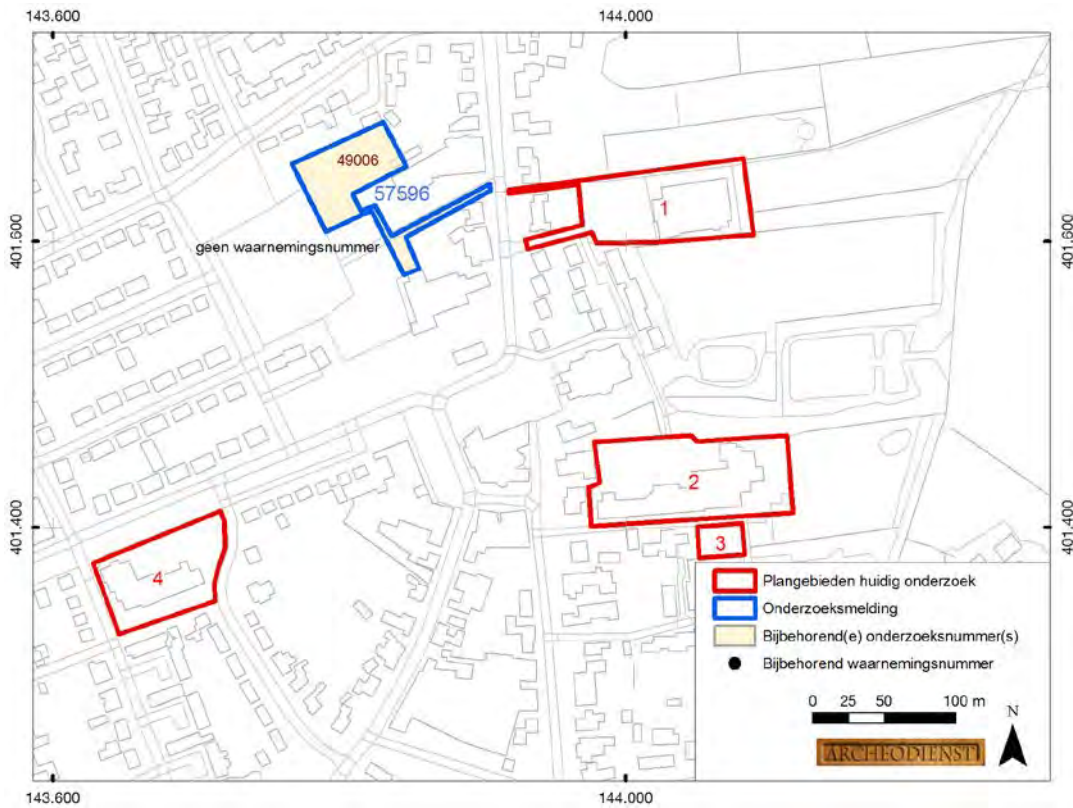 143.600
144.000
49006
57596
1
401.600
401.600
geen waarnemingsnummer
2
401.400
401.400
3
4
Plangebieden huidig onderzoek
Onderzoeksmelding
Bijbehorend(e) onderzoeksnummer(s)
Bijbehorend waarnemingsnummer
0 25 50 100 m
N
ARCHEODIENST
143.600
144.000